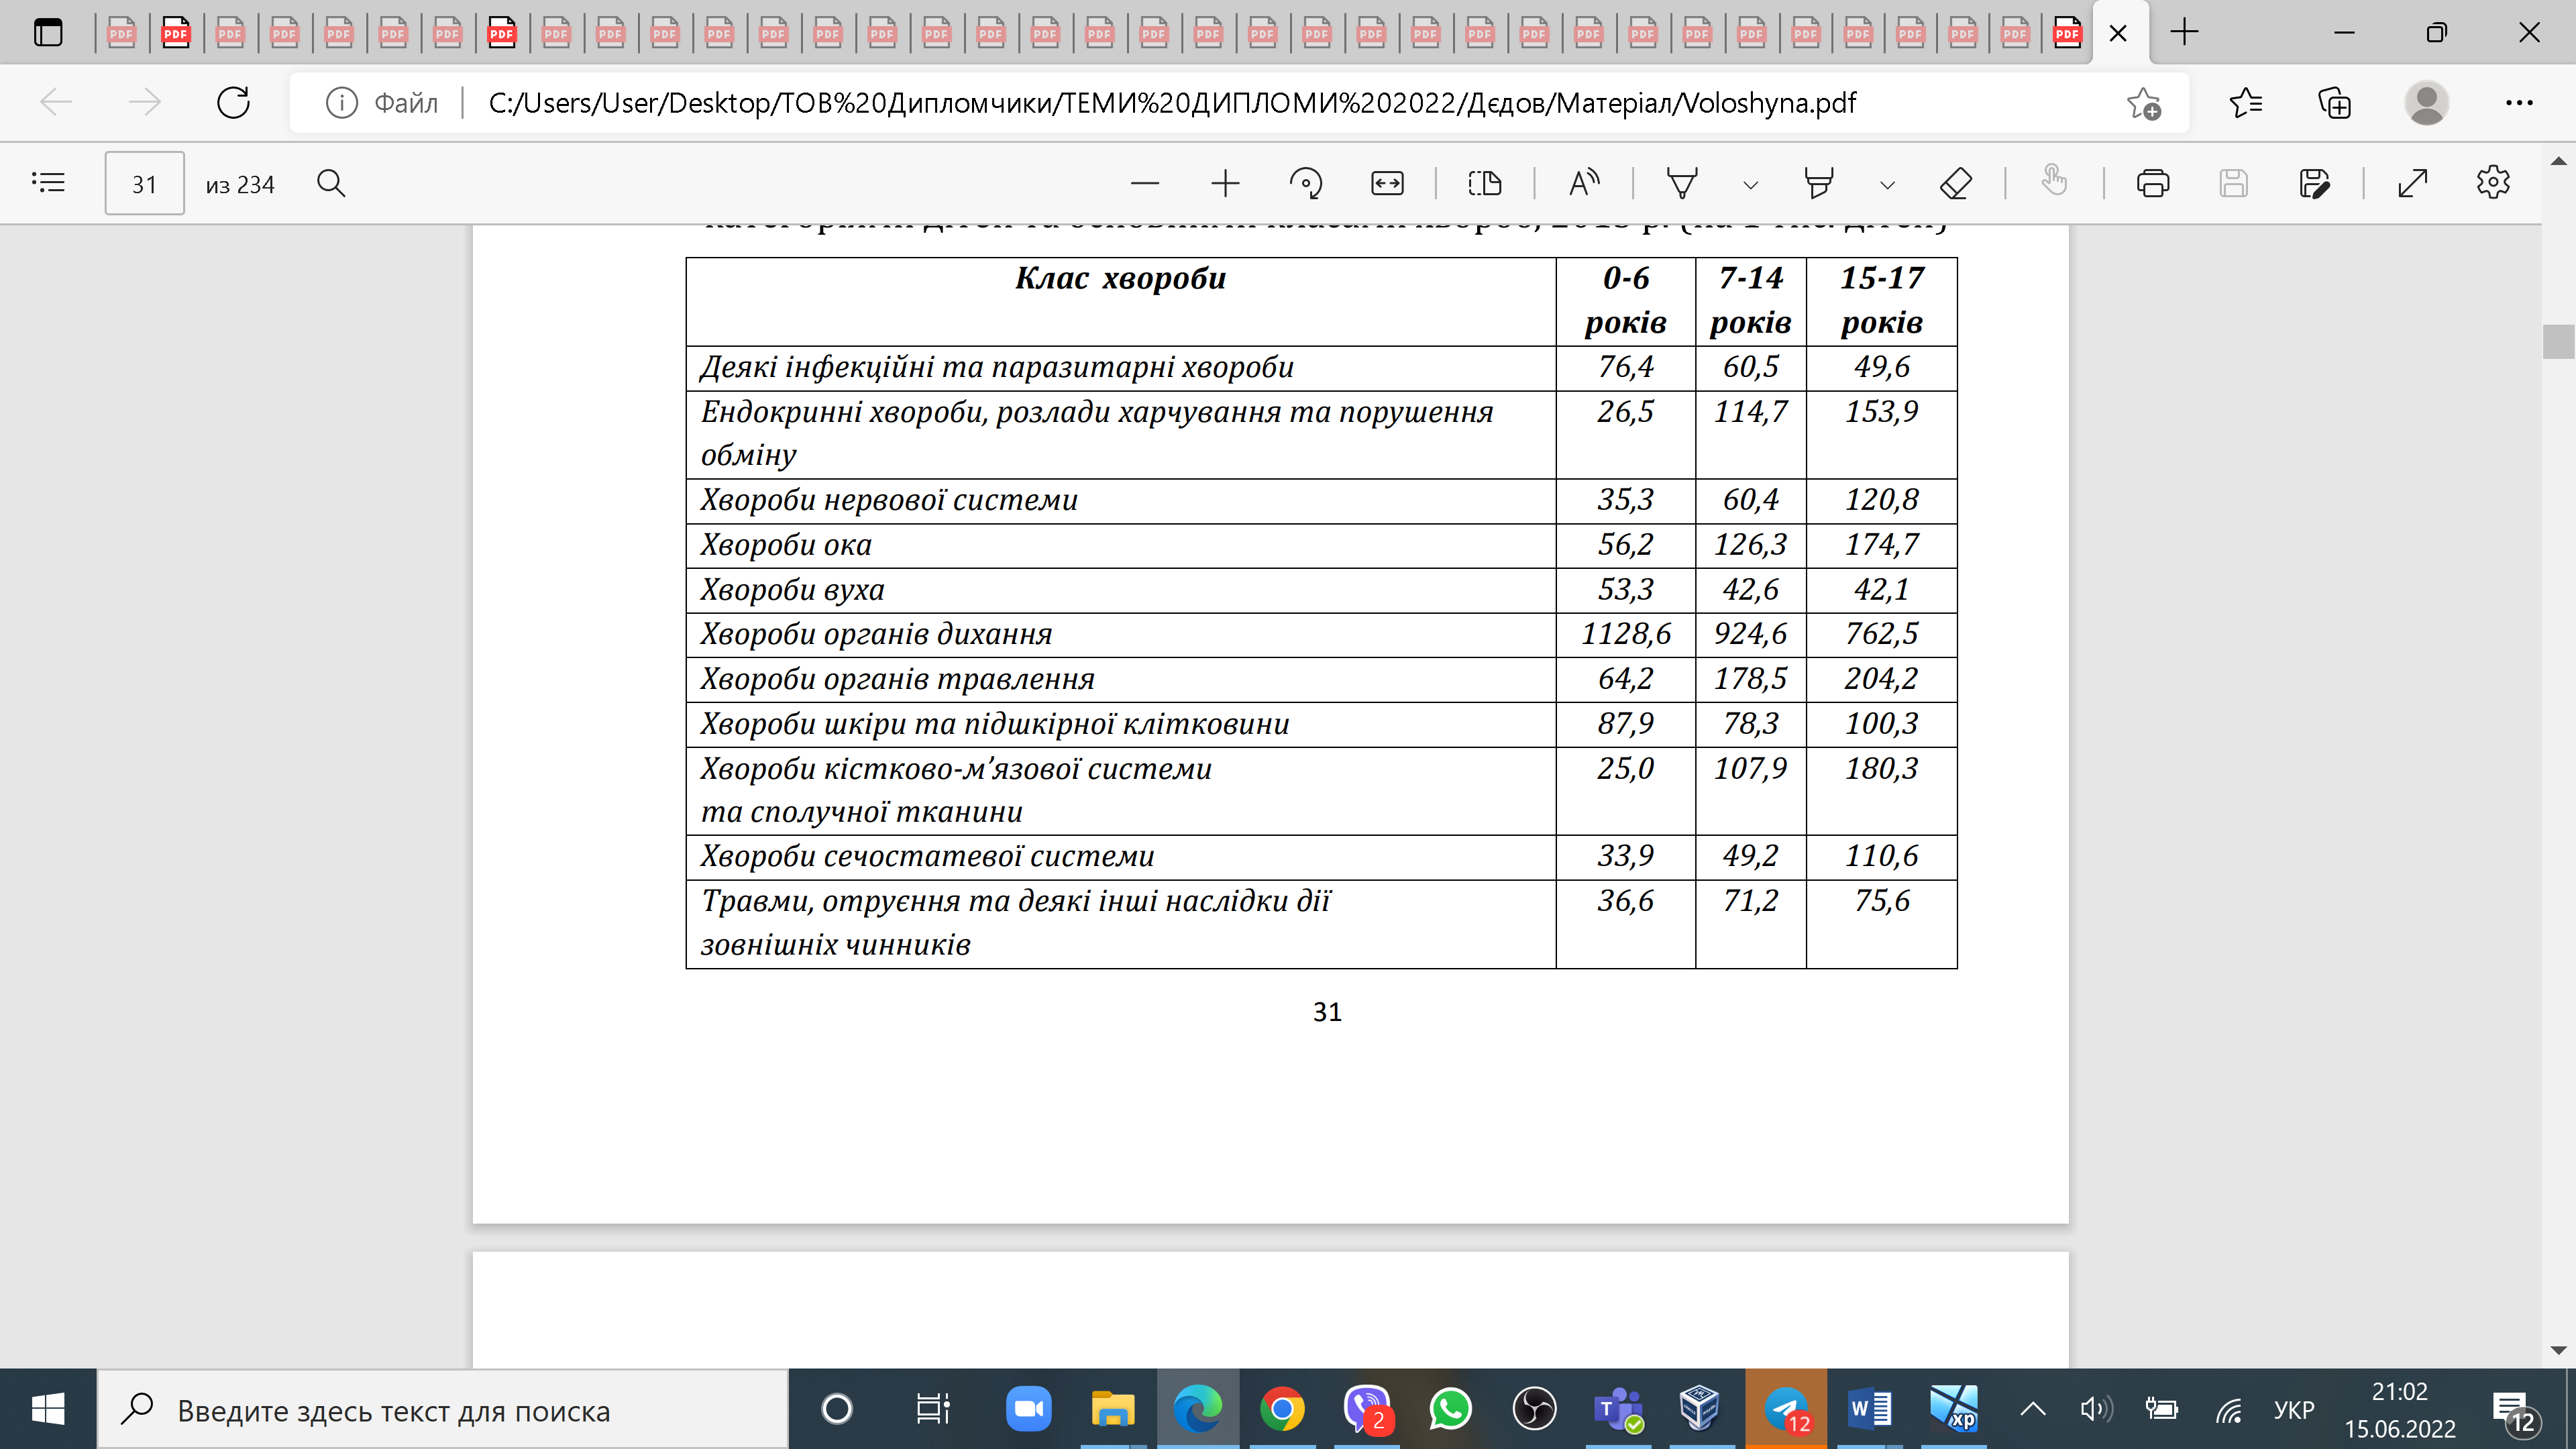 Файл
C:/Users/User/Desktop/ТОВ%20Дипломчики/ТЕМИ%20ДИПЛОМИ%202022/Дєдов/Матеріал/Voloshyna.pdf
31 из 234
Клас хвороби 0-6 років 7-14 років 15-17 років
Деякі інфекційні та паразитарні хвороби 76,4 60,5 49,6
Ендокринні хвороби, розлади харчування та порушення 26,5 114,7 153,9
обміну
Хвороби нервової системи 35,3 60,4 120,8
Хвороби ока 56,2 126,3 174,7
Хвороби вуха 53,3 42,6 42,1
Хвороби органів дихання 1128,6 924,6 762,5
Хвороби органів травлення 64,2 178,5 204,2
Хвороби шкіри та підшкірної клітковини 87,9 78,3 100,3
Хвороби кістково-м’язової системи 25,0 107,9 180,3
та сполучної тканини
Хвороби сечостатевої системи 33,9 49,2 110,6
Травми, отруєння та деякі інші наслідки дії 36,6 71,2 75,6
зовнішніх чинників
31
Введите здесь текст для поиска
2
12
xp
УКР
21:02
15.06.2022
12